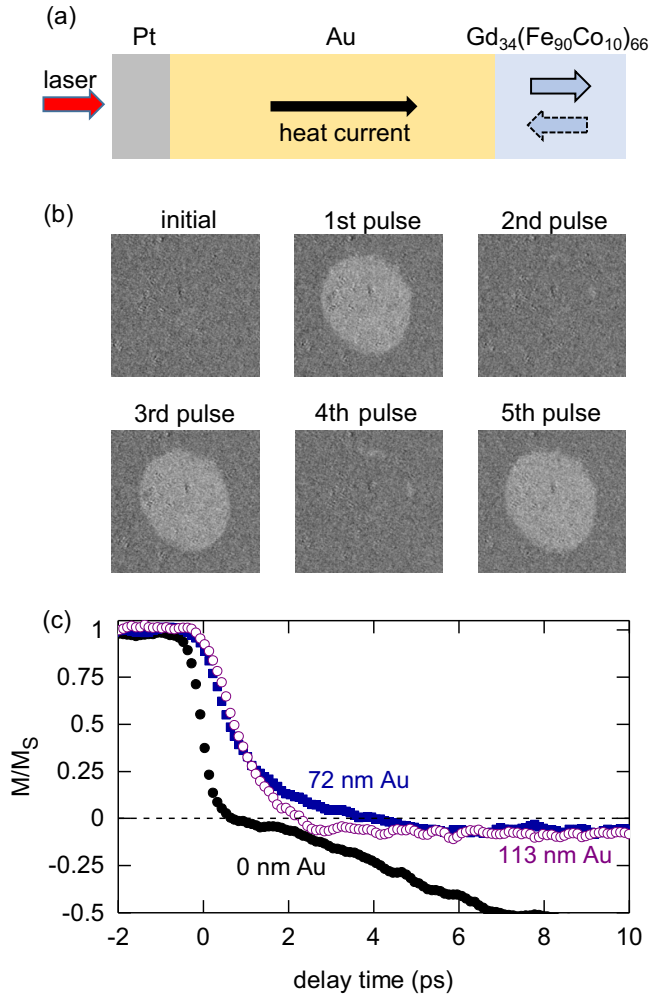 (a)
Pt Au Gd34(Fe90Co10)66
laser
heat current
(b)
initial 1st pulse 2nd pulse
3rd pulse 4th pulse 5th pulse
(c)
1
0.75
0.5
0.25
0
-0.25
-0.5
M/MS
72 nm Au
0 nm Au
113 nm Au
-2 0 2 4 6 8 10
delay time (ps)